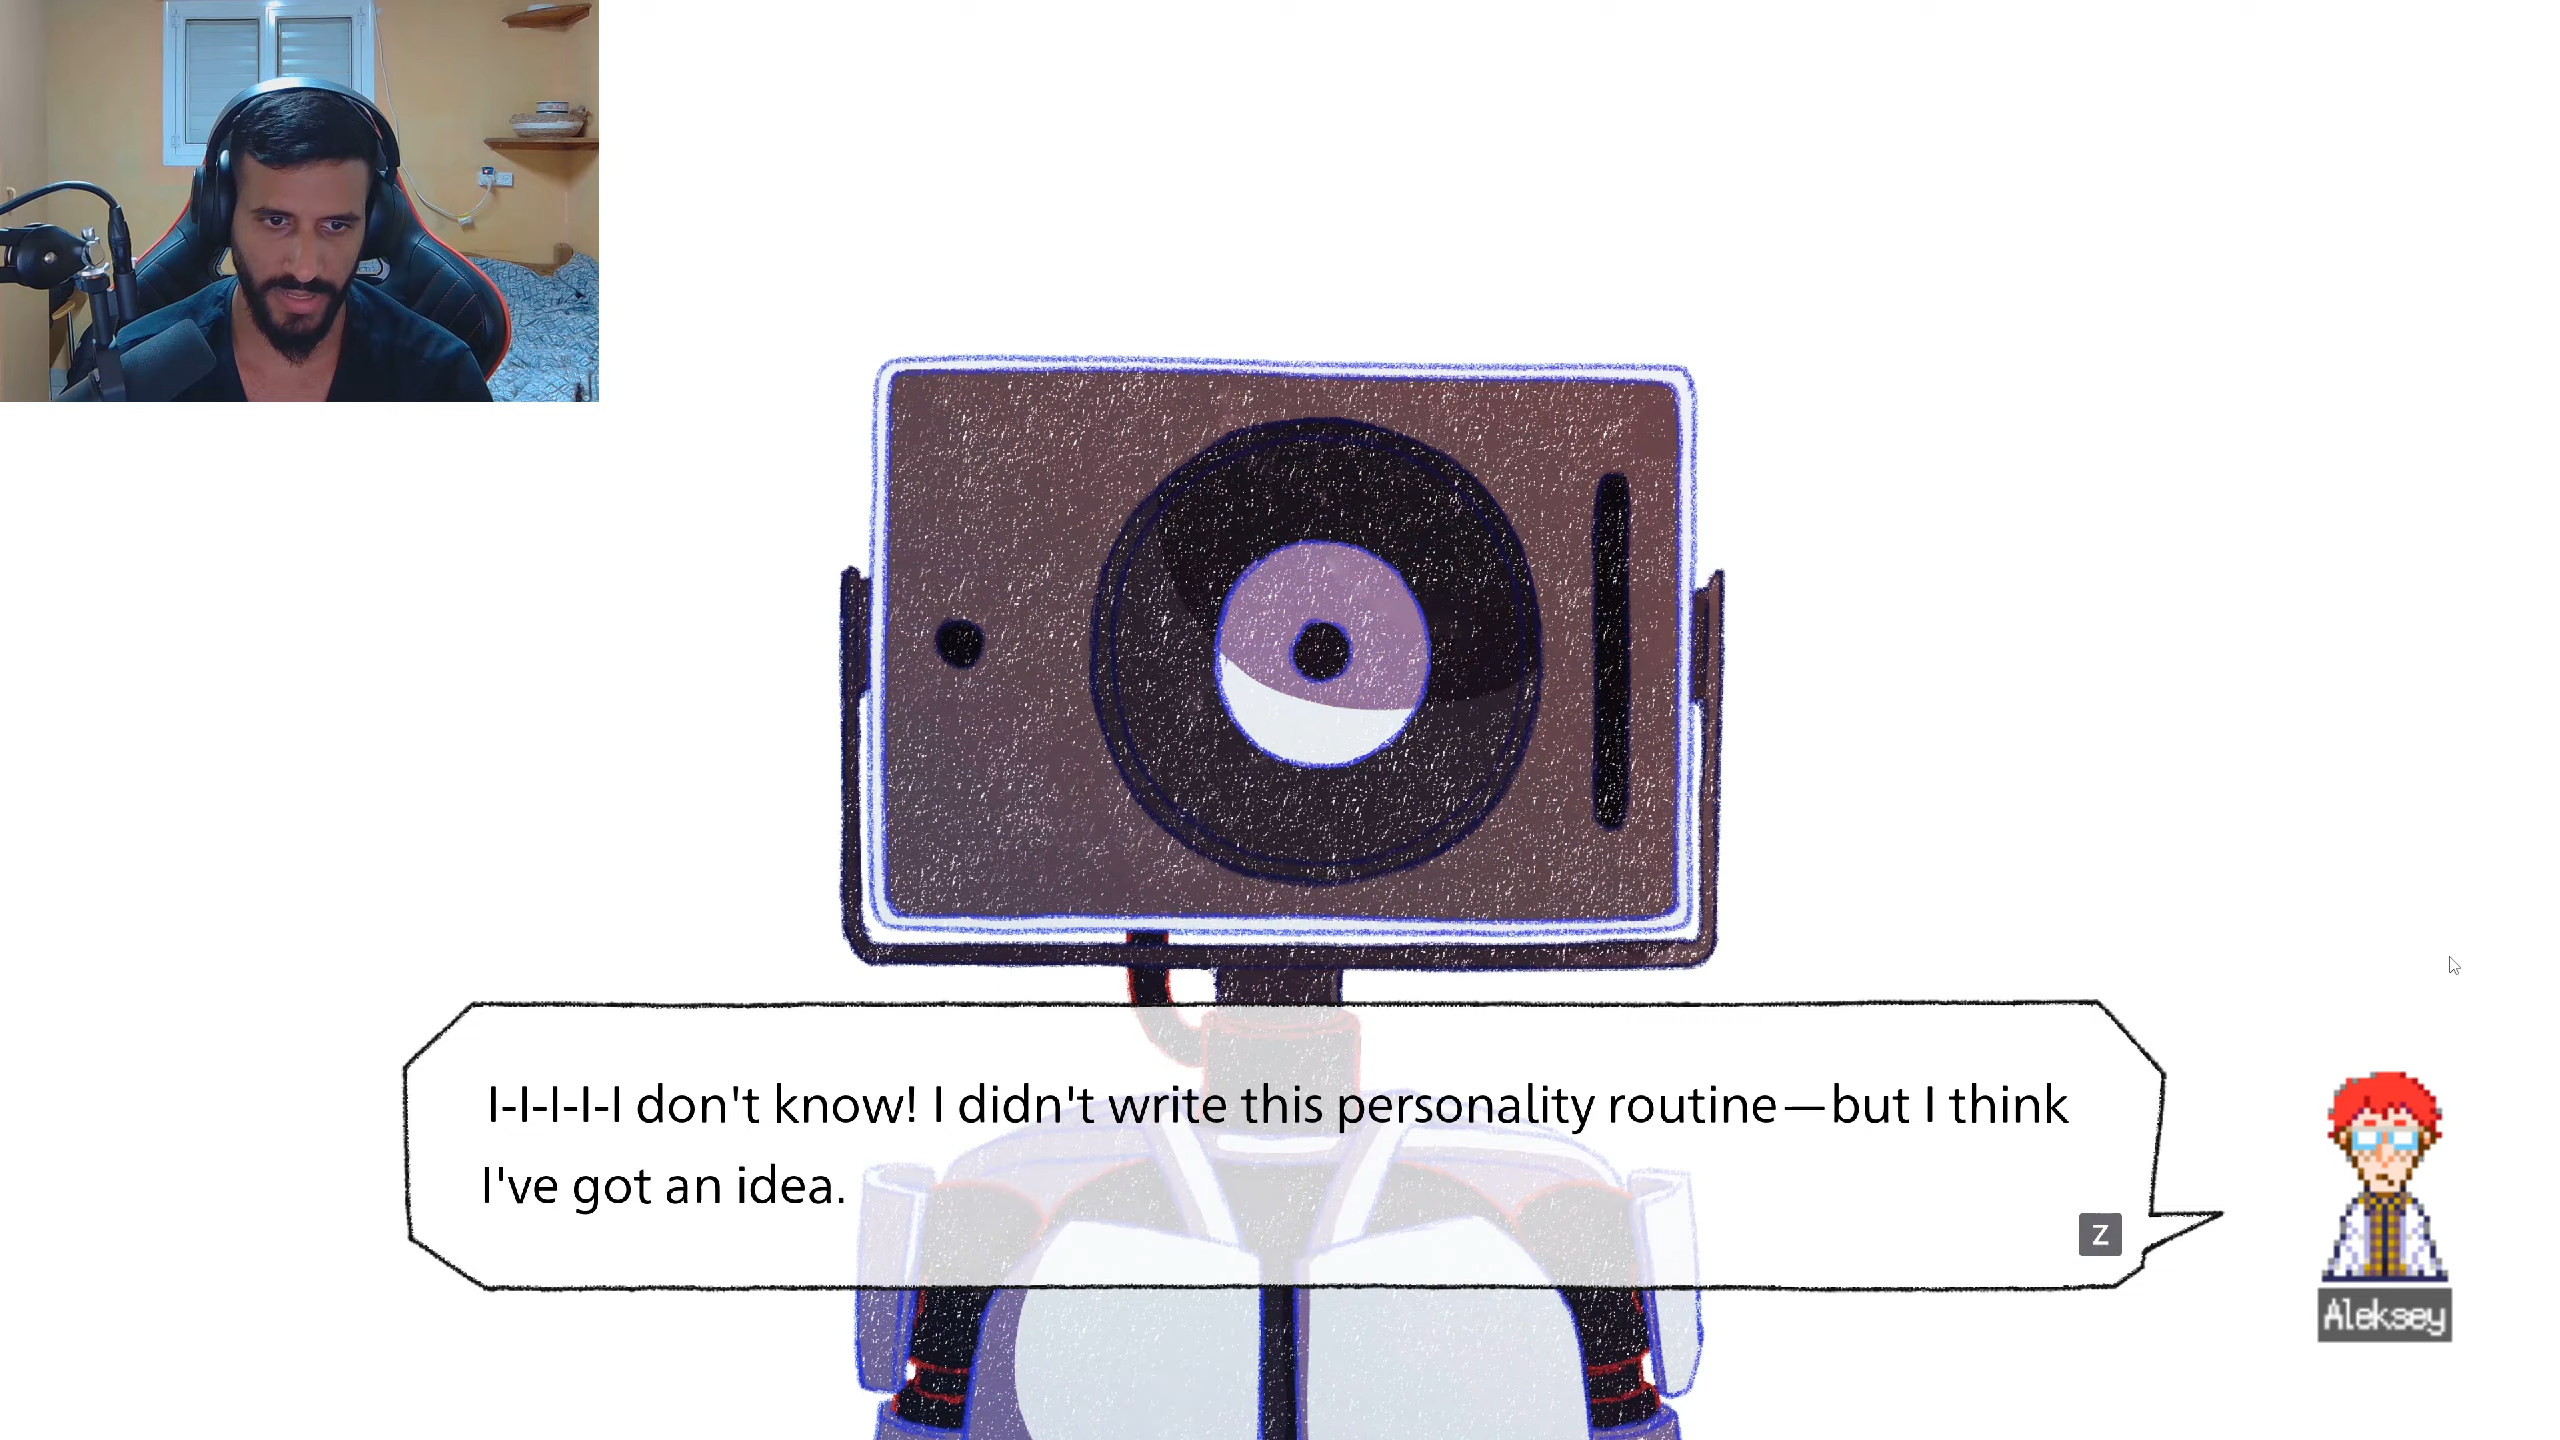 I-I-I-I-I don't know! I didn't write this personality routine—but I think
I've got an idea.
Z
Aleksey